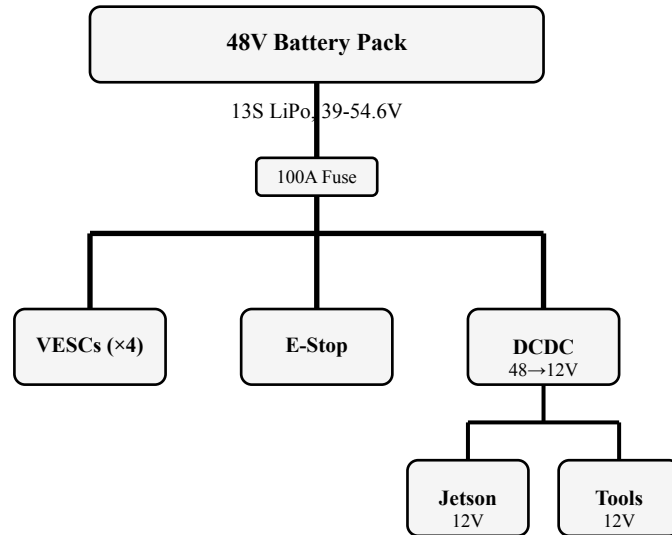 48V Battery Pack
13S LiPo, 39-54.6V
100A Fuse
VESCs (×4)
E-Stop
DCDC
48→12V
Jetson
12V
Tools
12V